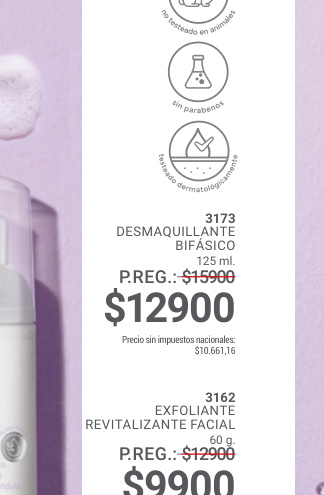 no testeado en animales
sin parabenos
testeado dermatológicamente
3173
DESMAQUILLANTE
BIFÁSICO
125 ml.
P.REG.: $15900
$12900
Precio sin impuestos nacionales:
$10.661,16
3162
EXFOLIANTE
REVITALIZANTE FACIAL
60 g.
P.REG.: $12900
$9900